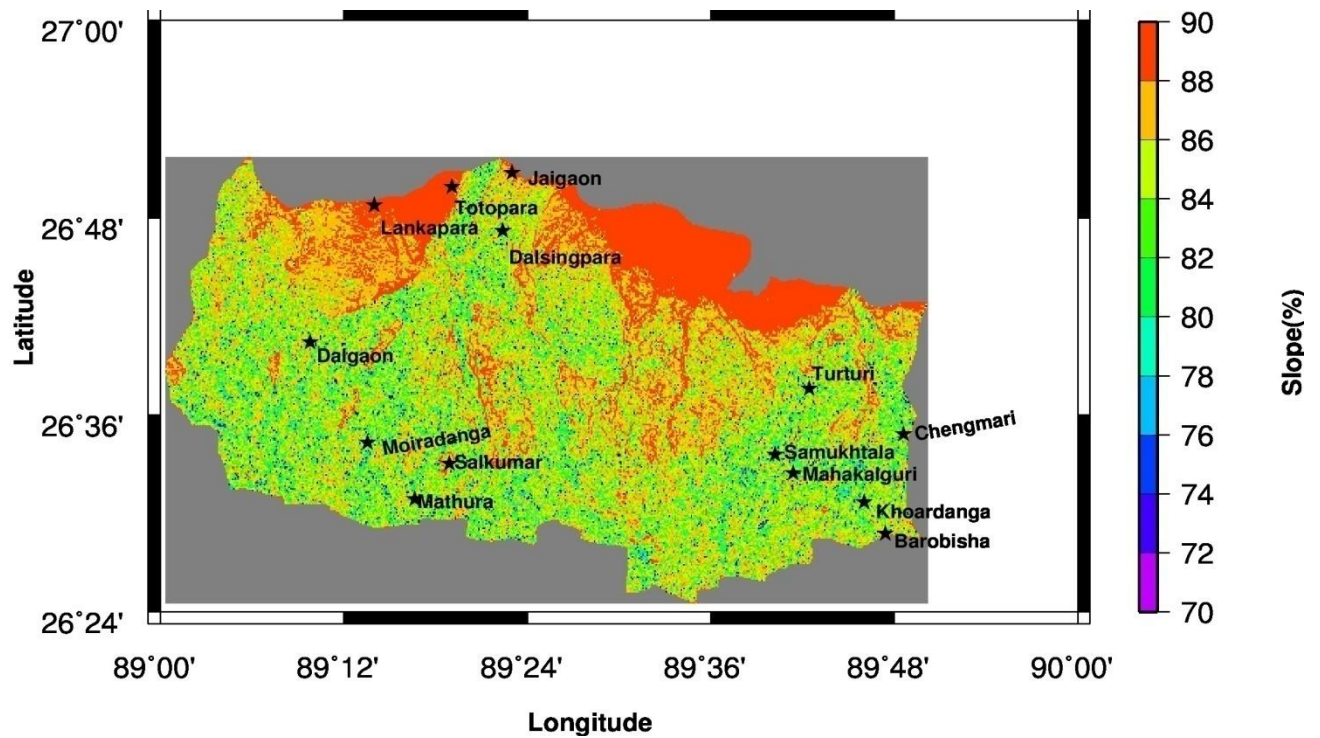 27°00'
26°48'
26°36'
26°24'
Latitude
89°00'
89°12'
89°24'
89°36'
89°48'
90°00'
Longitude
Jaigaon
Totopara
Lankapara
Dalsingpara
Dalgaon
Turturi
Chengmari
Moiradanga
Samukhtala
Salkumar
Mahakalguri
Mathura
Khoardanga
Barobisha
90
88
86
84
82
80
78
76
74
72
70
Slope(%)